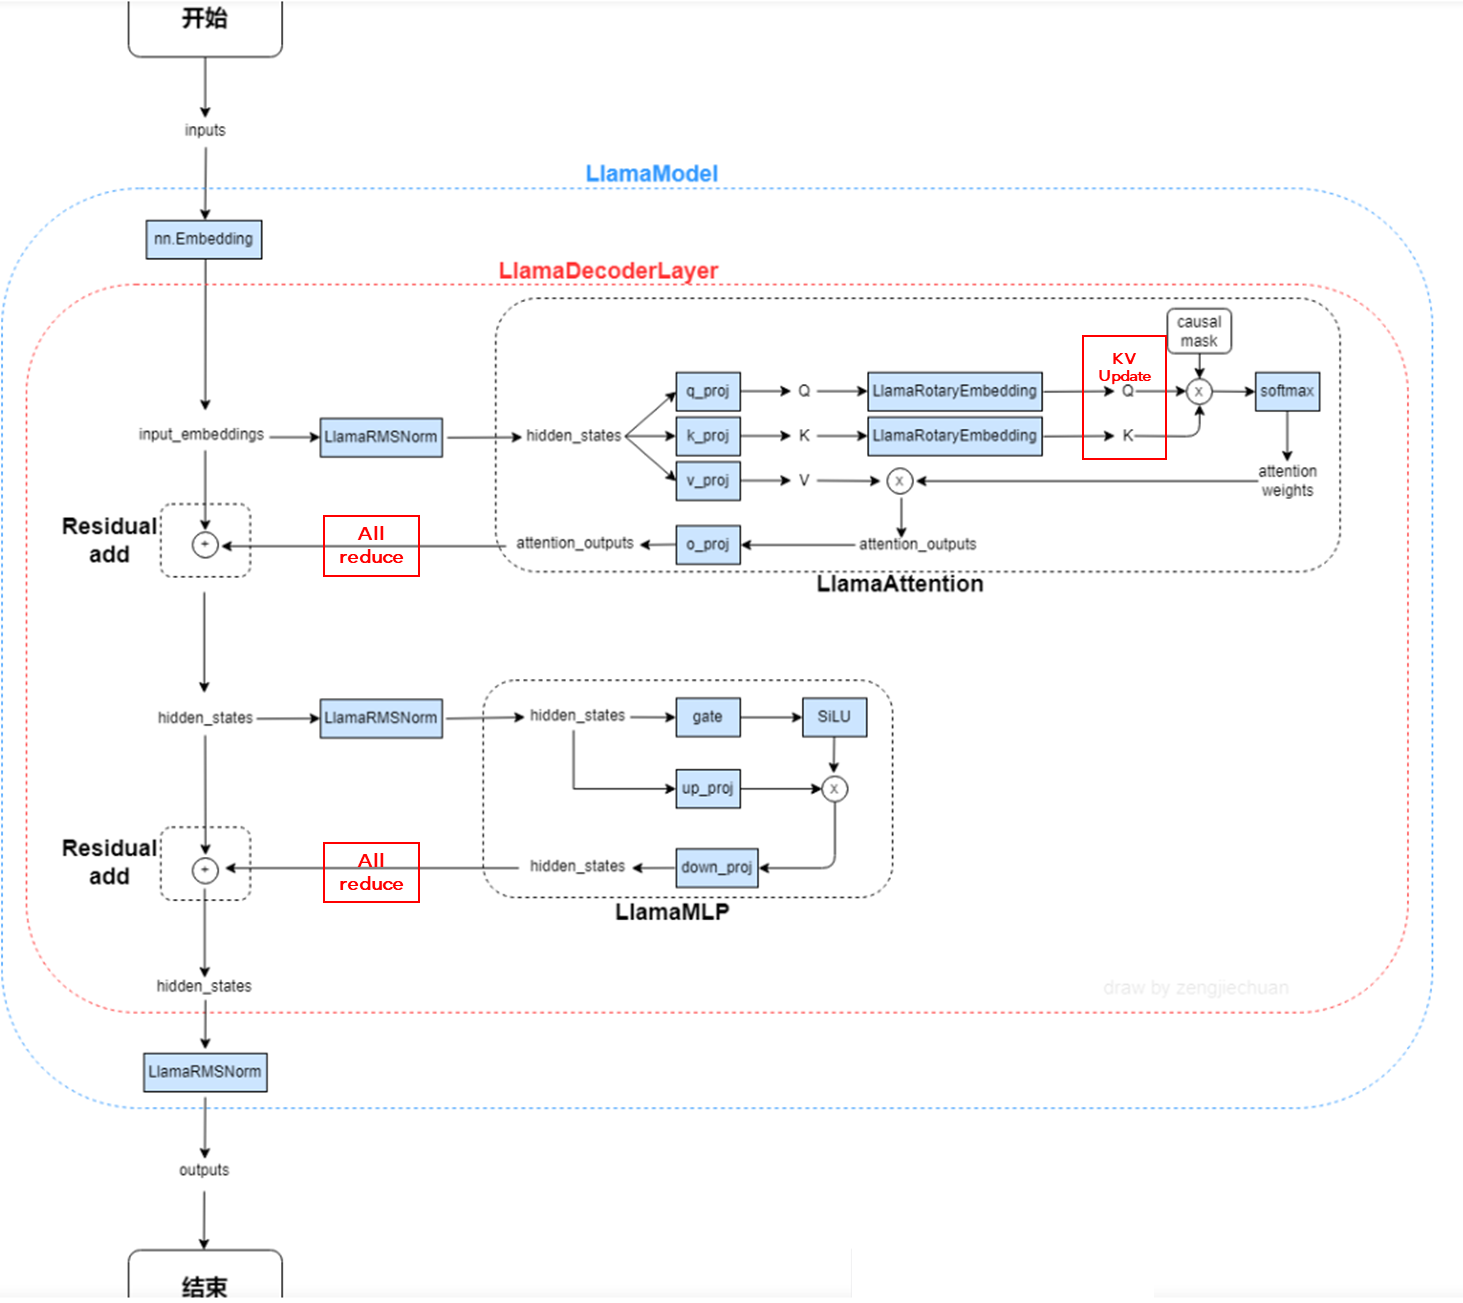 开始
inputs
LlamaModel
nn.Embedding
LlamaDecoderLayer
causal
mask
KV
Update
q_proj
Q
LlamaRotaryEmbedding
Q
x
softmax
input_embeddings
LlamaRMSNorm
hidden_states
k_proj
K
LlamaRotaryEmbedding
K
v_proj
V
x
attention
weights
Residual
add
+
All
reduce
attention_outputs
o_proj
attention_outputs
LlamaAttention
hidden_states
LlamaRMSNorm
hidden_states
gate
SiLU
up_proj
x
Residual
add
+
All
reduce
hidden_states
down_proj
LlamaMLP
hidden_states
draw by zengjiechuan
LlamaRMSNorm
outputs
结束